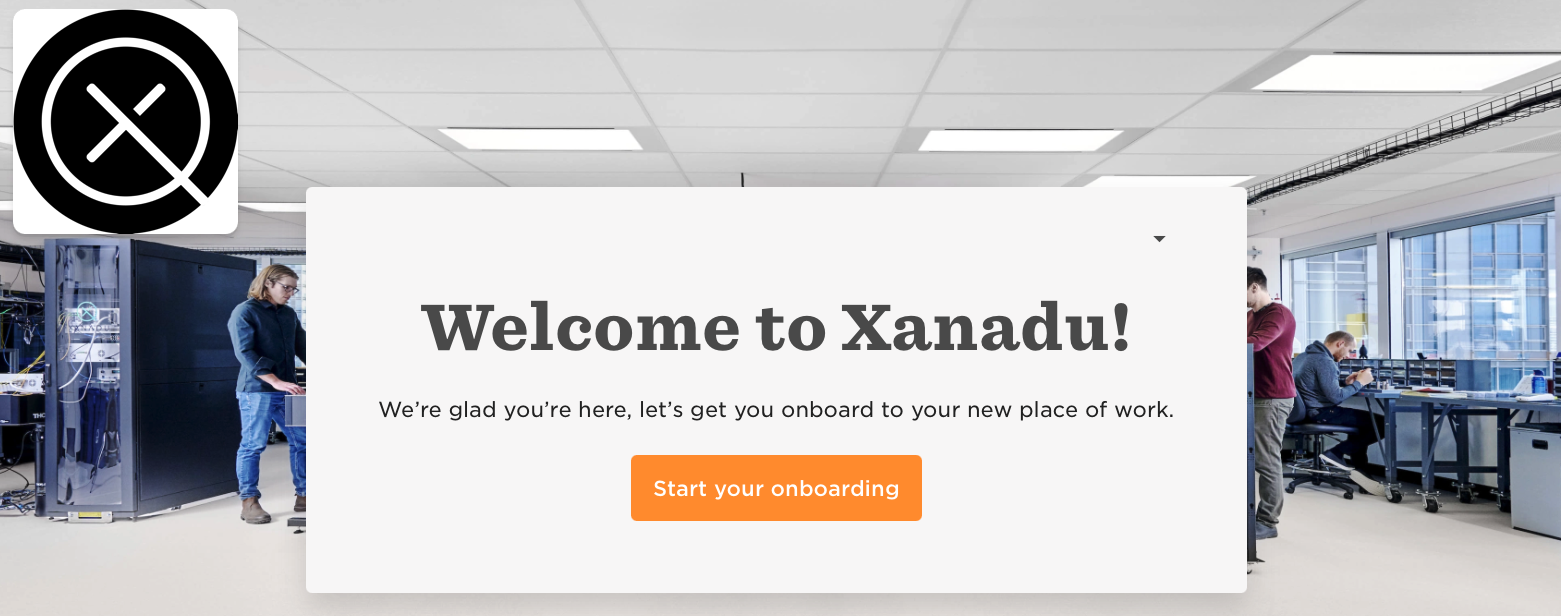 Welcome to Xanadu!
We’re glad you’re here, let’s get you onboard to your new place of work.
Start your onboarding